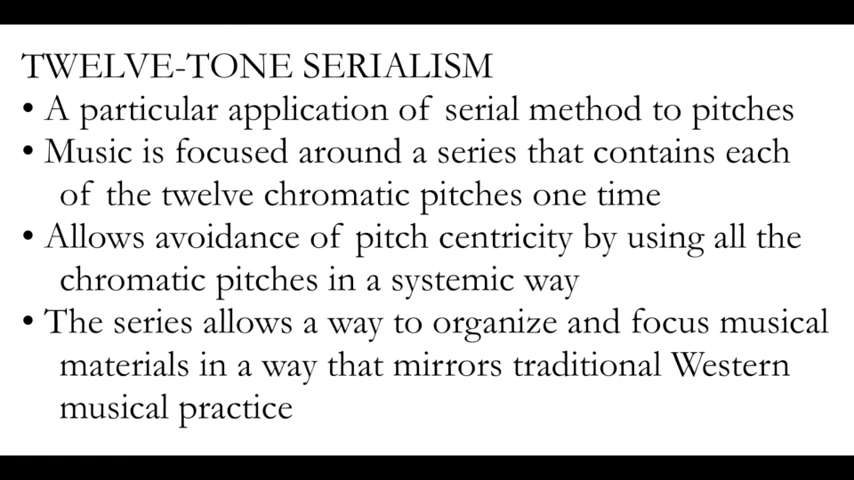 TWELVE-TONE SERIALISM
• A particular application of serial method to pitches
• Music is focused around a series that contains each
of the twelve chromatic pitches one time
• Allows avoidance of pitch centricity by using all the
chromatic pitches in a systemic way
• The series allows a way to organize and focus musical
materials in a way that mirrors traditional Western
musical practice